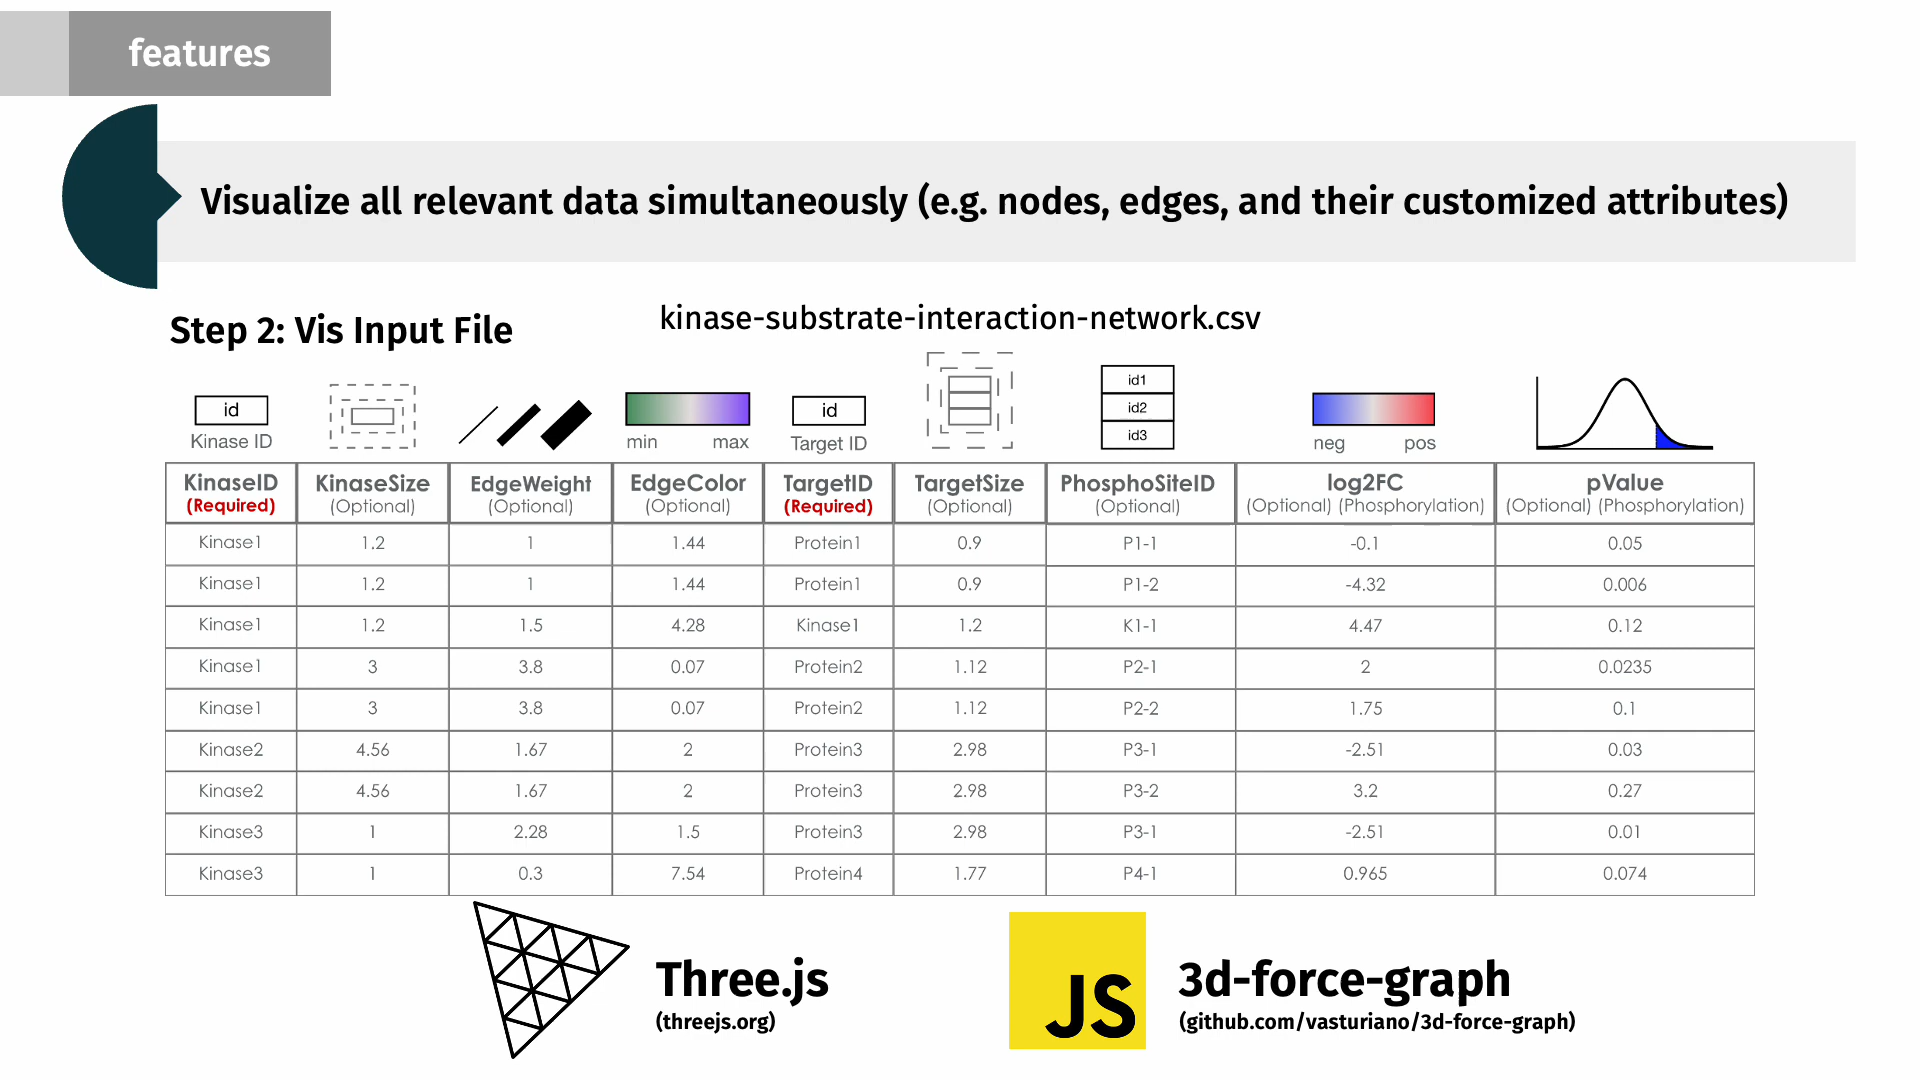 features
Visualize all relevant data simultaneously (e.g. nodes, edges, and their customized attributes)
Step 2: Vis Input File
kinase-substrate-interaction-network.csv
id
Kinase ID
min max
id
Target ID
id1
id2
id3
neg pos
KinaseID KinaseSize EdgeWeight EdgeColor TargetID TargetSize PhosphoSiteID log2FC pValue
(Required) (Optional) (Optional) (Optional) (Required) (Optional) (Optional) (Optional) (Phosphorylation) (Optional) (Phosphorylation)
Kinase1 1.2 1 1.44 Protein1 0.9 P1-1 -0.1 0.05
Kinase1 1.2 1 1.44 Protein1 0.9 P1-2 -4.32 0.006
Kinase1 1.2 1.5 4.28 Kinase1 1.2 K1-1 4.47 0.12
Kinase1 3 3.8 0.07 Protein2 1.12 P2-1 2 0.0235
Kinase1 3 3.8 0.07 Protein2 1.12 P2-2 1.75 0.1
Kinase2 4.56 1.67 2 Protein3 2.98 P3-1 -2.51 0.03
Kinase2 4.56 1.67 2 Protein3 2.98 P3-2 3.2 0.27
Kinase3 1 2.28 1.5 Protein3 2.98 P3-1 -2.51 0.01
Kinase3 1 0.3 7.54 Protein4 1.77 P4-1 0.965 0.074
Three.js
(threejs.org)
JS
3d-force-graph
(github.com/vasturiano/3d-force-graph)